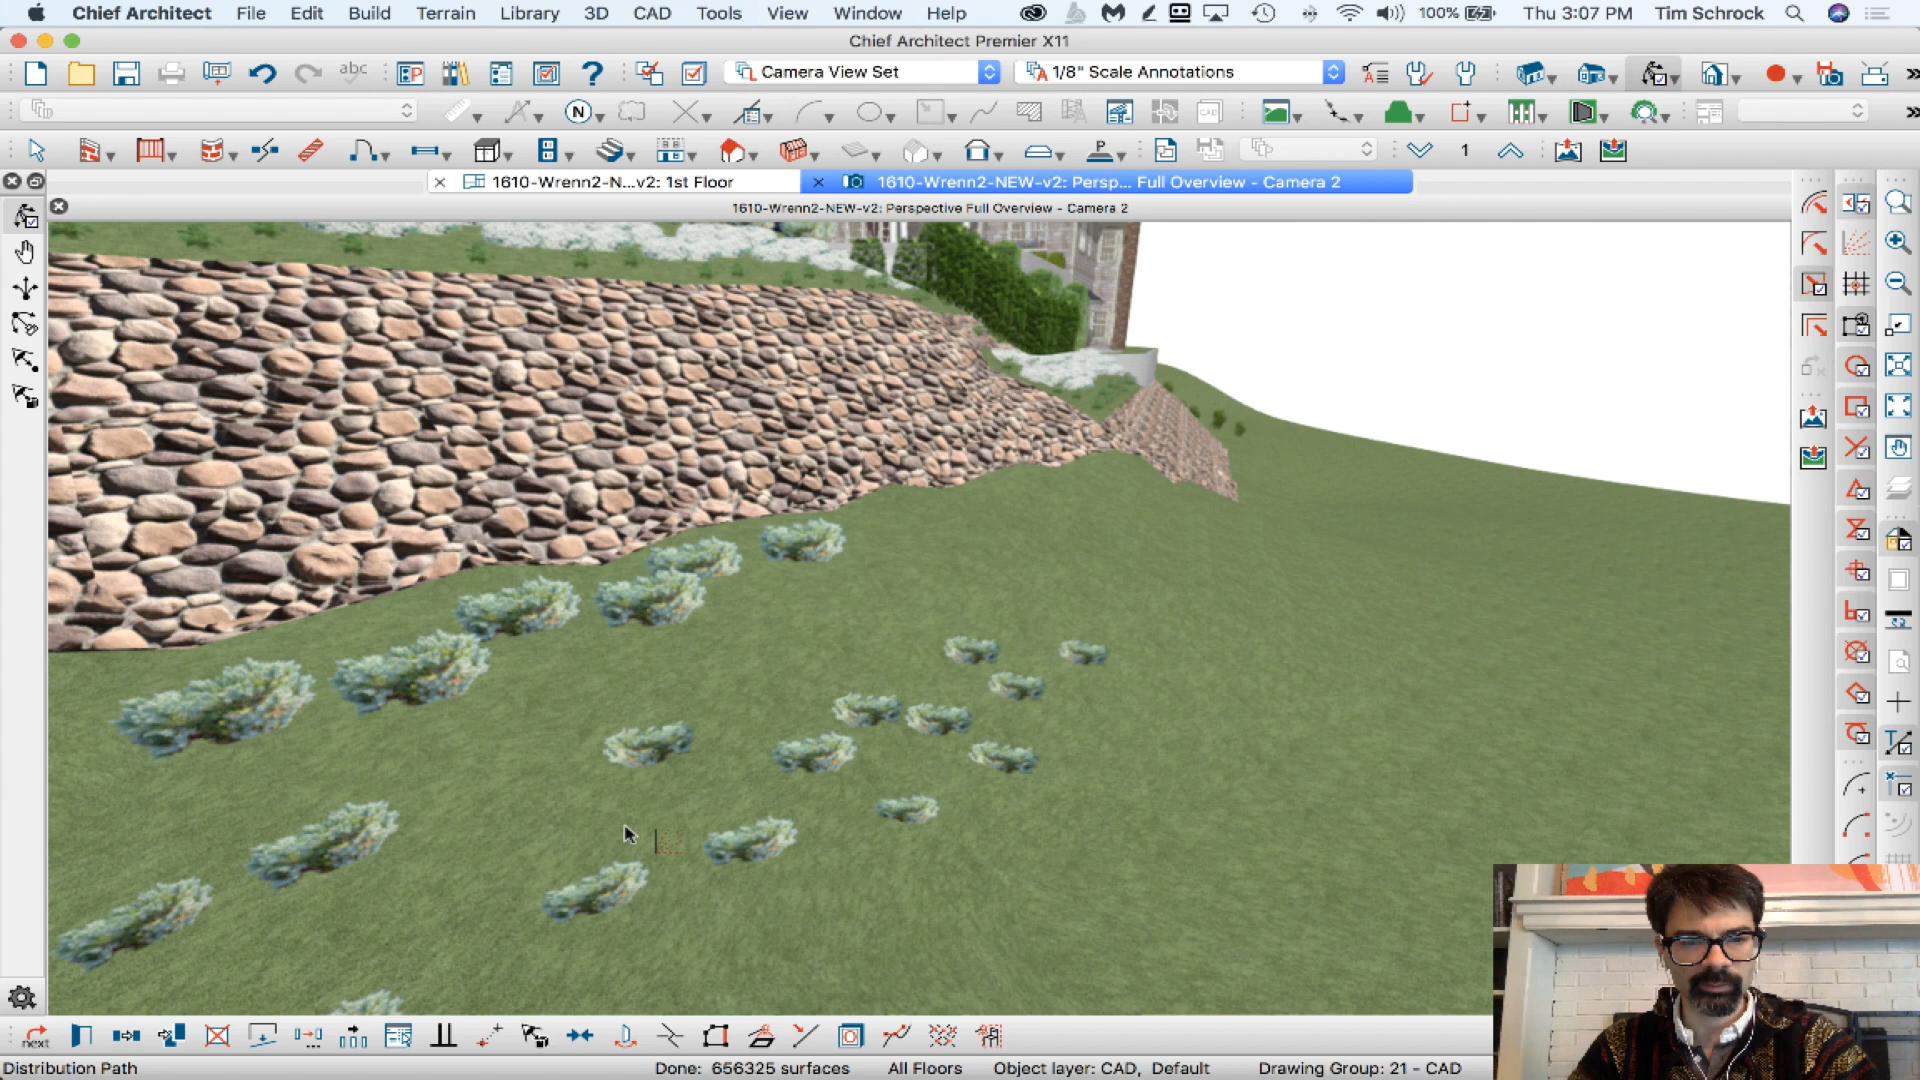 Chief Architect File Edit Build Terrain Library 3D CAD Tools View Window Help 100% Thu 3:07 PM Tim Schrock
Chief Architect Premier X11
abc ? Camera View Set 1/8" Scale Annotations
N
P 1
1610-Wrenn2-N...v2: 1st Floor 1610-Wrenn2-NEW-v2: Persp... Full Overview - Camera 2
1610-Wrenn2-NEW-v2: Perspective Full Overview - Camera 2
next
Distribution Path Done: 656325 surfaces All Floors Object layer: CAD, Default Drawing Group: 21 - CAD